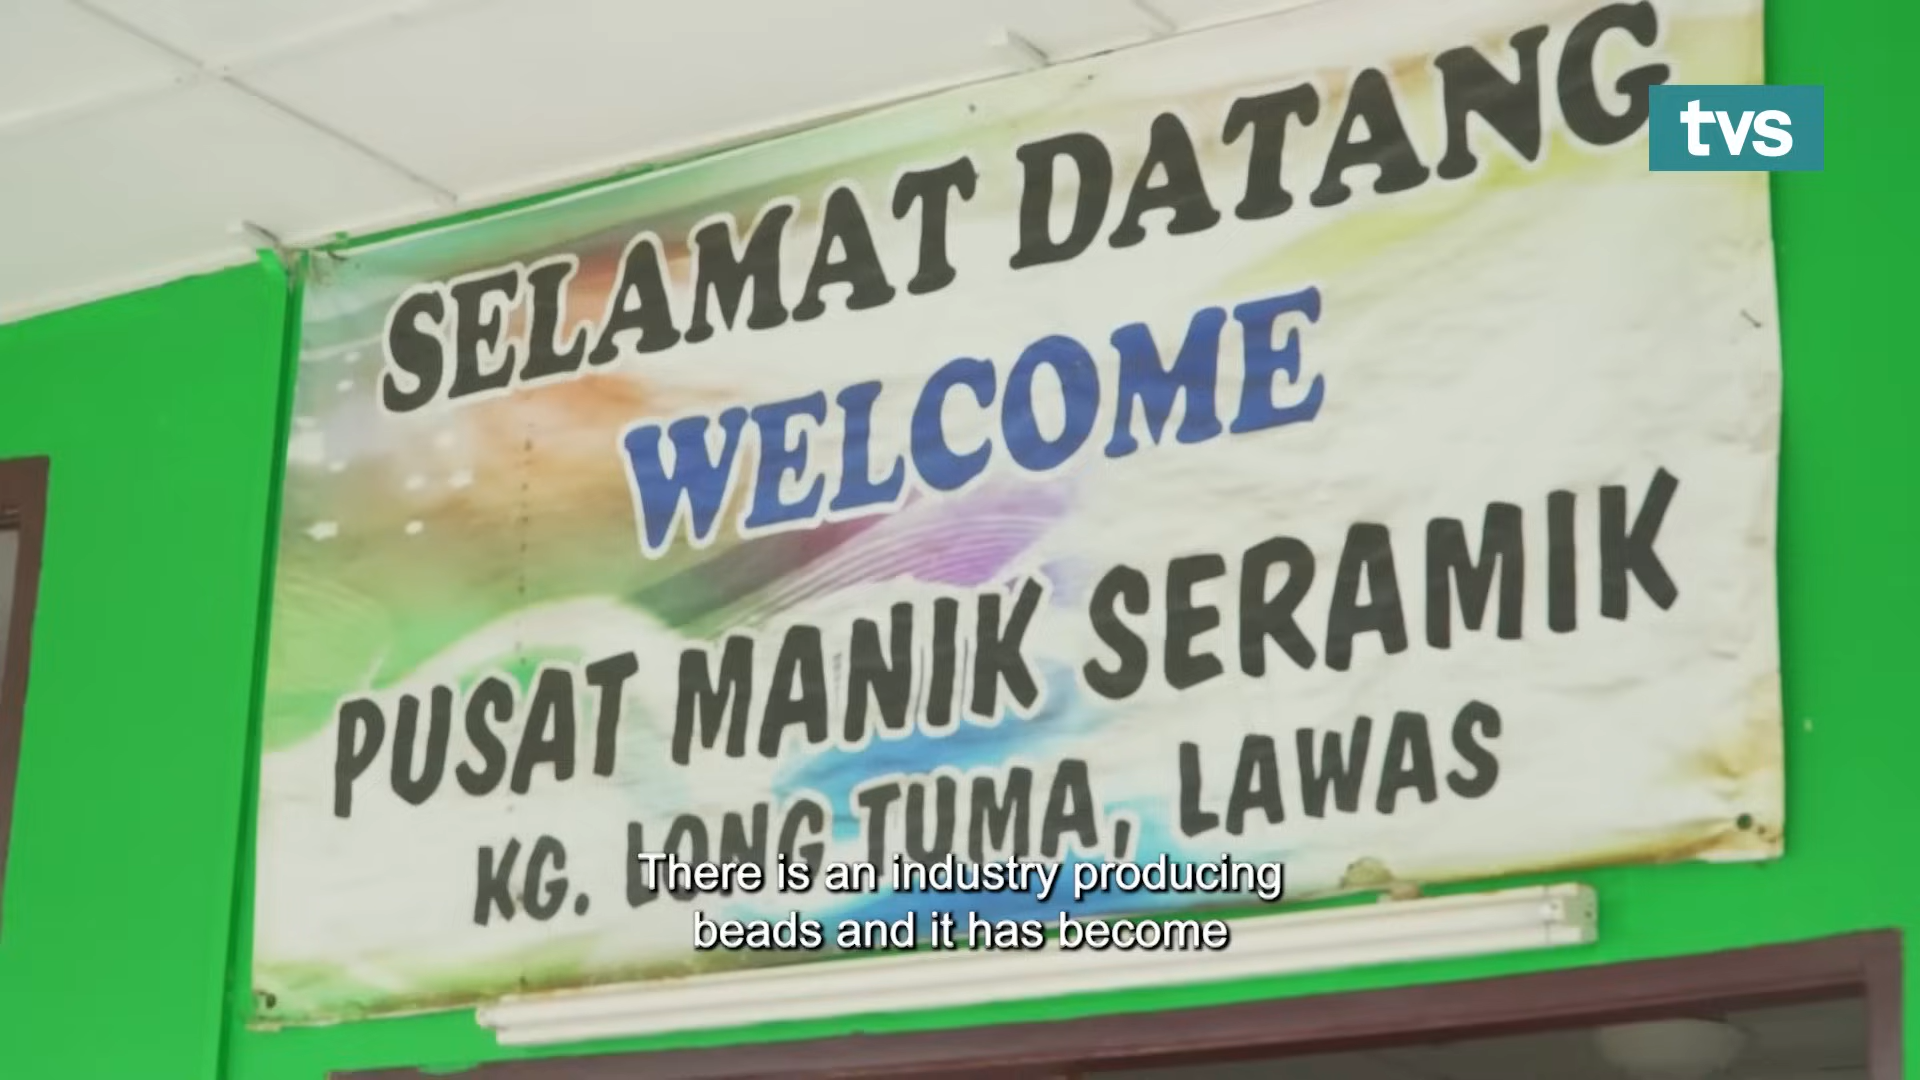 SELAMAT DATANG
tvs
WELCOME
PUSAT MANIK SERAMIK
KG. LONG TUMA, LAWAS
There is an industry producing
beads and it has become